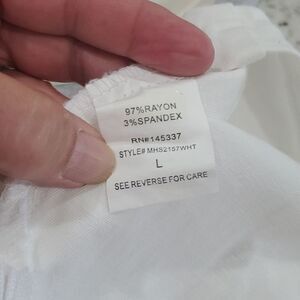 97%RAYON
3%SPANDEX
RN#145337
STYLE# MHS2157WHT
L
SEE REVERSE FOR CARE